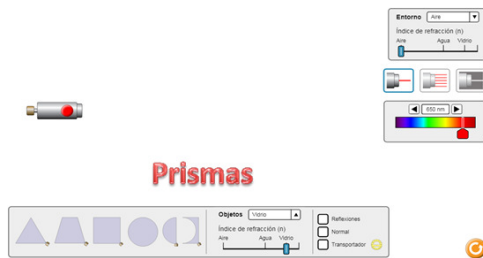 Entorno Aire
Índice de refracción (n)
Aire Agua Vidrio
650 nm
Prismas
Objetos Vidrio
Índice de refracción (n)
Aire Agua Vidrio
Reflexiones
Normal
Transportador